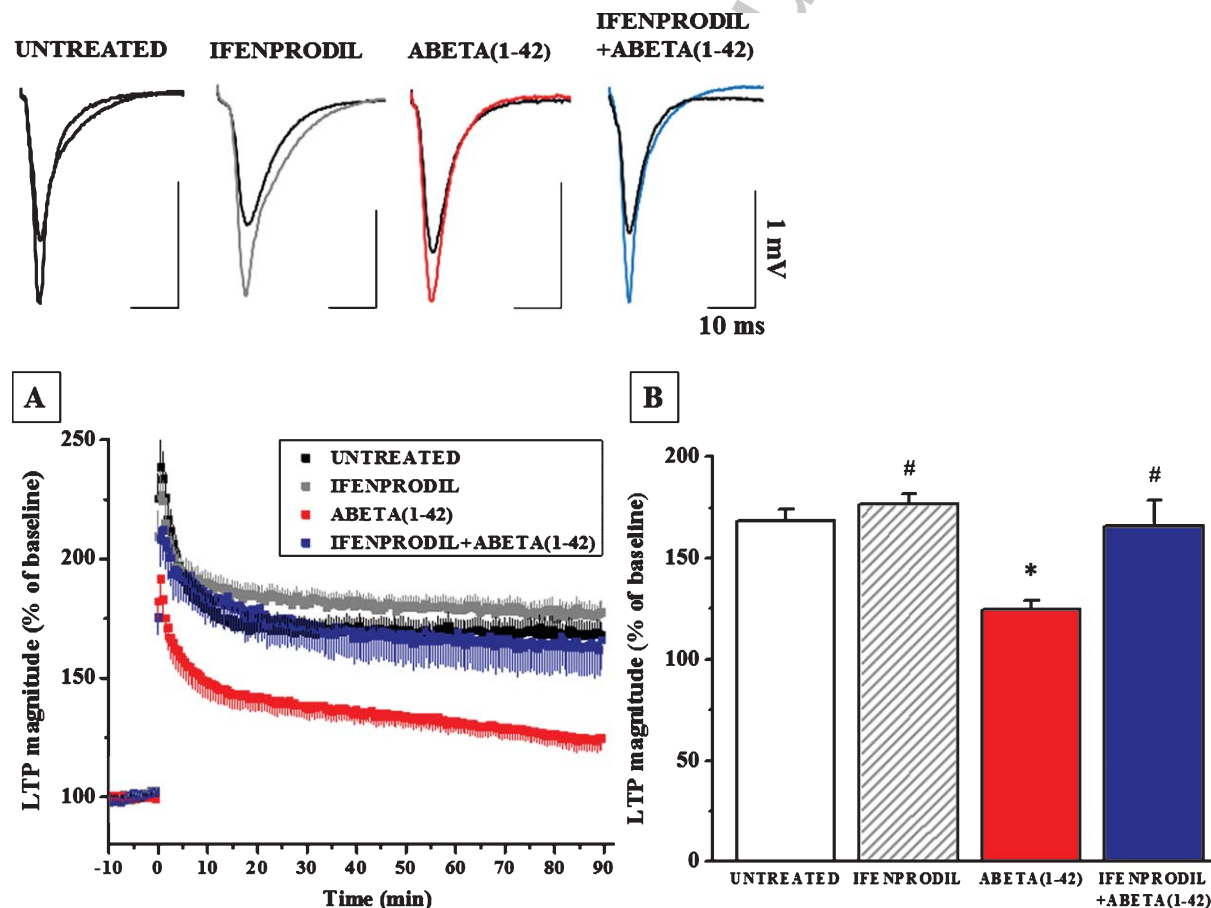 IFENPRODIL
UNTREATED IFENPRODIL ABETA(1-42) +ABETA(1-42)
1 mV
10 ms
A
B
LTP magnitude (% of baseline)
250
200
150
100
UNTREATED
IFENPRODIL
ABETA(1-42)
IFENPRODIL+ABETA(1-42)
-10 0 10 20 30 40 50 60 70 80 90
Time (min)
LTP magnitude (% of baseline)
200
150
100
50
0
#
*
#
UNTREATED IFENPRODIL ABETA(1-42) IFENPRODIL
+ABETA(1-42)